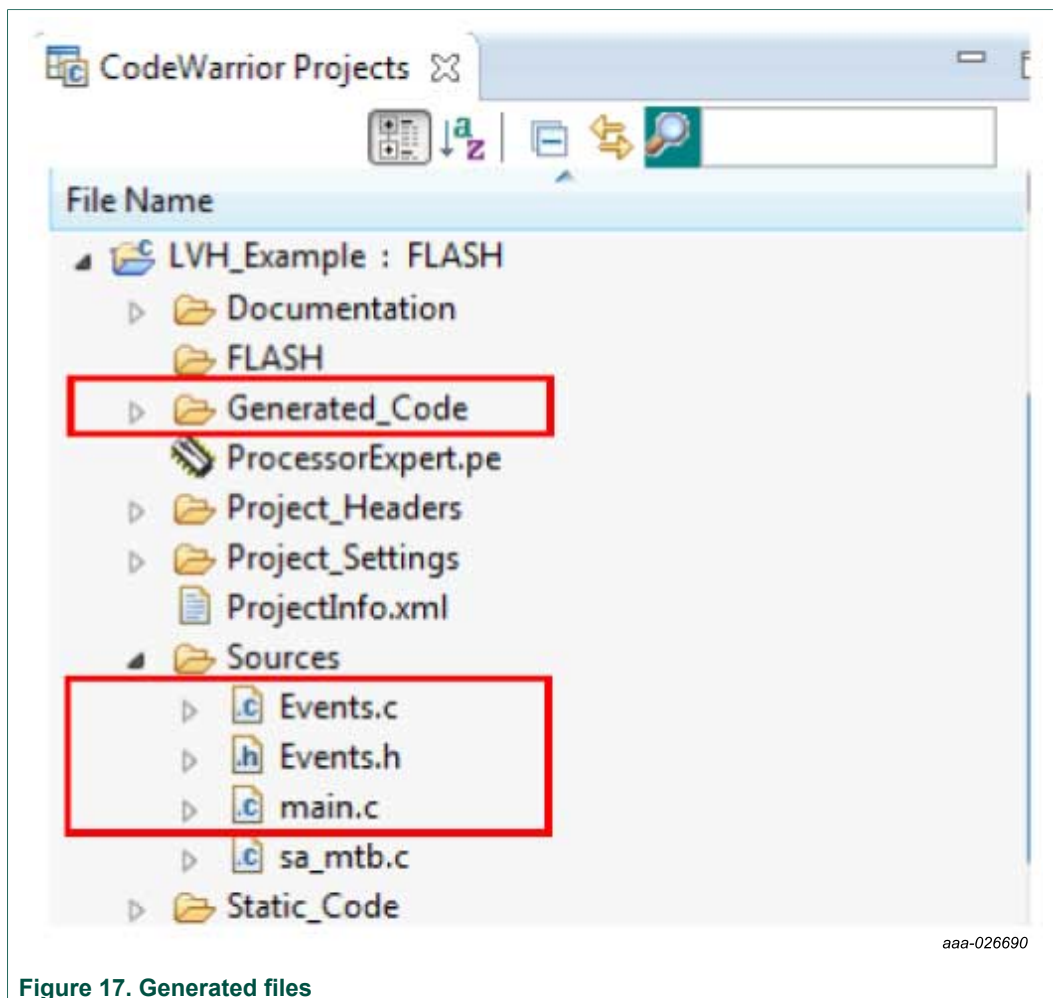 CodeWarrior Projects
File Name
LVH_Example : FLASH
Documentation
FLASH
Generated_Code
ProcessorExpert.pe
Project_Headers
Project_Settings
ProjectInfo.xml
Sources
.c Events.c
.h Events.h
.c main.c
.c sa_mtb.c
Static_Code
aaa-026690
Figure 17. Generated files